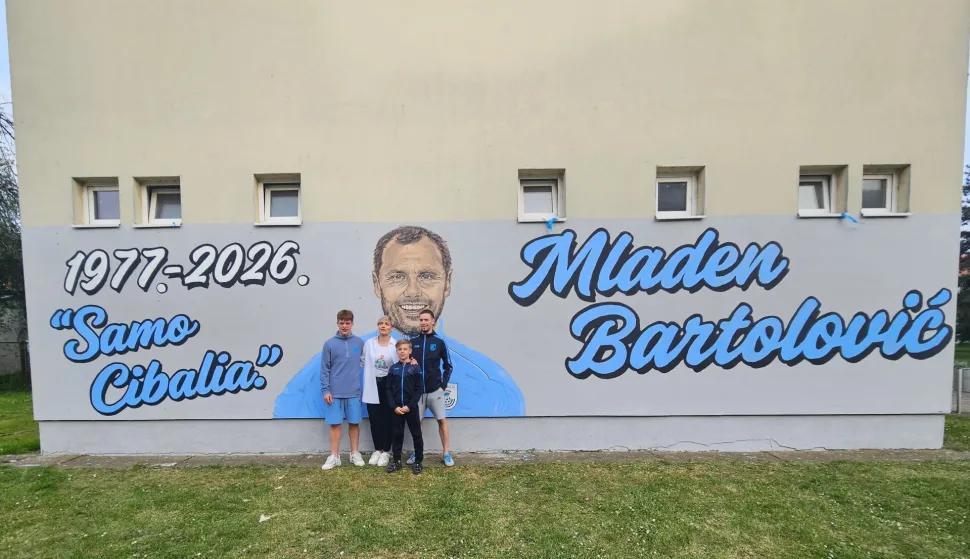 1977.-2026.
“Samo
Cibalia.”
Mladen
Bartolović